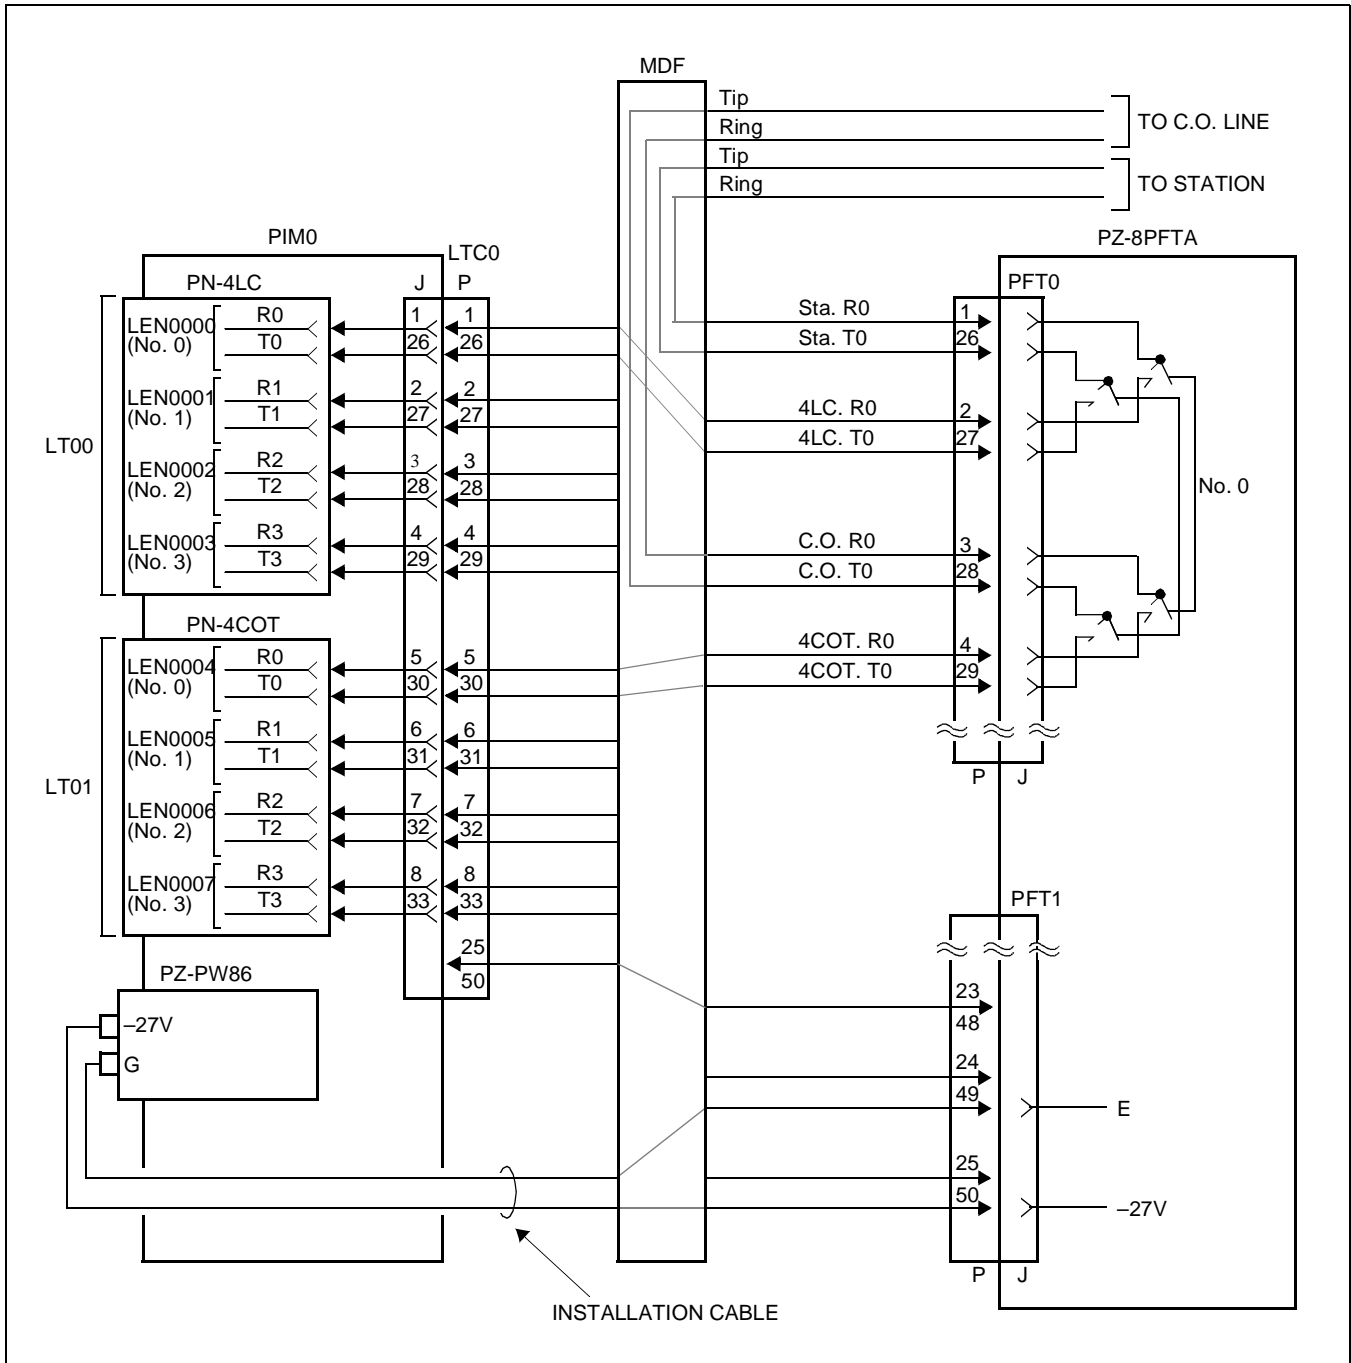 MDF
Tip
Ring
TO C.O. LINE
Tip
Ring
TO STATION
PIM0
LTC0
PZ-8PFTA
PN-4LC
J
P
PFT0
LT00
LEN0000
(No. 0)
R0
1
1
T0
26
26
LEN0001
(No. 1)
R1
2
2
T1
27
27
LEN0002
(No. 2)
R2
3
3
T2
28
28
LEN0003
(No. 3)
R3
4
4
T3
29
29
PN-4COT
LT01
LEN0004
(No. 0)
R0
5
5
T0
30
30
LEN0005
(No. 1)
R1
6
6
T1
31
31
LEN0006
(No. 2)
R2
7
7
T2
32
32
LEN0007
(No. 3)
R3
8
8
T3
33
33
25
50
PZ-PW86
–27V
G
Sta. R0
1
Sta. T0
26
4LC. R0
2
4LC. T0
27
No. 0
C.O. R0
3
C.O. T0
28
4COT. R0
4
4COT. T0
29
P
J
PFT1
23
48
24
49
E
25
50
–27V
P
J
INSTALLATION CABLE